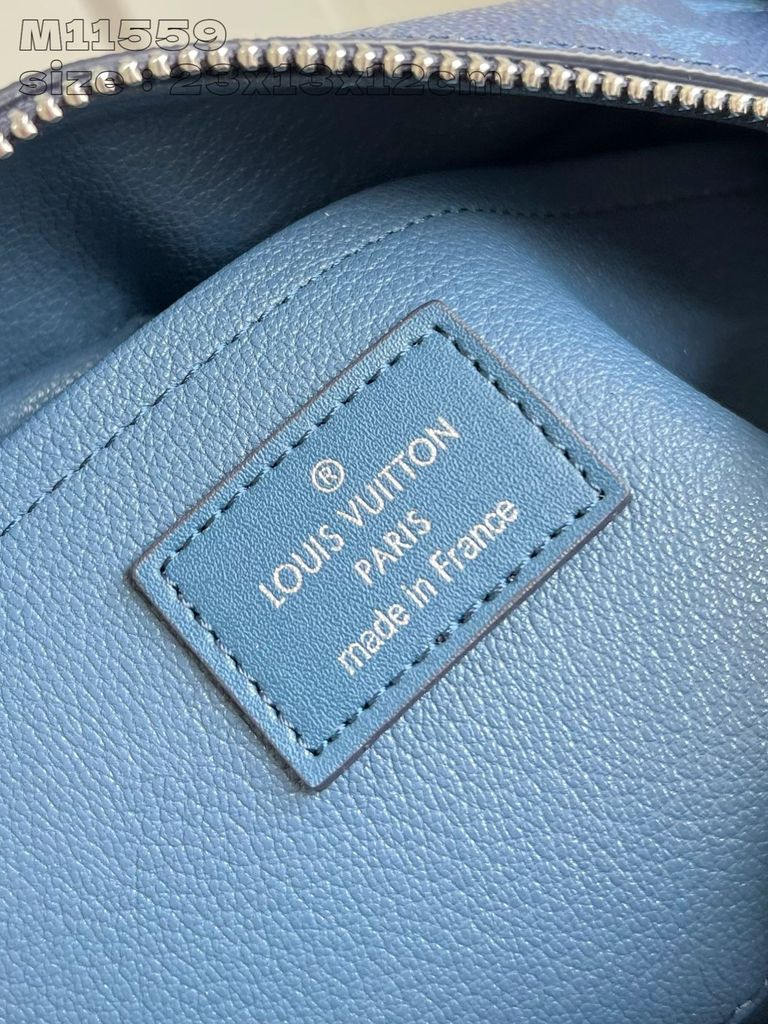 M11559
size : 23x13x12cm
®
LOUIS VUITTON
PARIS
made in France